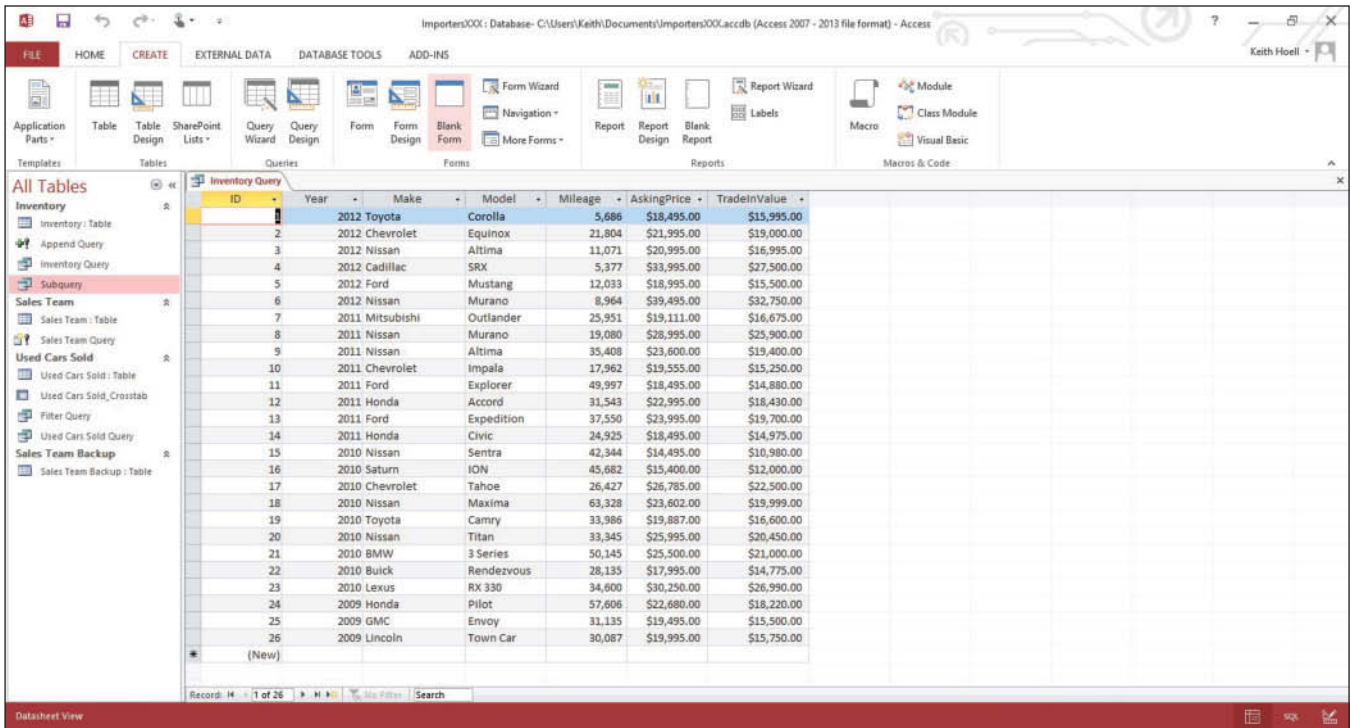 ImportersXXX : Database- C:\Users\Keith\Documents\ImportersXXX.accdb (Access 2007 - 2013 file format) - Access
?
FILE HOME CREATE EXTERNAL DATA DATABASE TOOLS ADD-INS Keith Hoell
Application Parts Table Table Design SharePoint Lists Query Wizard Query Design Form Form Design Blank Form Form Wizard Navigation More Forms Report Report Design Blank Report Report Wizard Labels Macro Module Class Module Visual Basic
Templates Tables Queries Forms Reports Macros & Code
All Tables
Inventory
Inventory : Table
Append Query
Inventory Query
Subquery
Sales Team
Sales Team : Table
Sales Team Query
Used Cars Sold
Used Cars Sold : Table
Used Cars Sold_Crosstab
Filter Query
Used Cars Sold Query
Sales Team Backup
Sales Team Backup : Table
Inventory Query
ID Year Make Model Mileage AskingPrice TradeInValue
1 2012 Toyota Corolla 5,686 $18,495.00 $15,995.00
2 2012 Chevrolet Equinox 21,804 $21,995.00 $19,000.00
3 2012 Nissan Altima 11,071 $20,995.00 $16,995.00
4 2012 Cadillac SRX 5,377 $33,995.00 $27,500.00
5 2012 Ford Mustang 12,033 $18,995.00 $15,500.00
6 2012 Nissan Murano 8,964 $39,495.00 $32,750.00
7 2011 Mitsubishi Outlander 25,951 $19,111.00 $16,675.00
8 2011 Nissan Murano 19,080 $28,995.00 $25,900.00
9 2011 Nissan Altima 35,408 $23,600.00 $19,400.00
10 2011 Chevrolet Impala 17,962 $19,555.00 $15,250.00
11 2011 Ford Explorer 49,997 $18,495.00 $14,880.00
12 2011 Honda Accord 31,543 $22,995.00 $18,430.00
13 2011 Ford Expedition 37,550 $23,995.00 $19,700.00
14 2011 Honda Civic 24,925 $18,495.00 $14,975.00
15 2010 Nissan Sentra 42,344 $14,495.00 $10,980.00
16 2010 Saturn ION 45,682 $15,400.00 $12,000.00
17 2010 Chevrolet Tahoe 26,427 $26,785.00 $22,500.00
18 2010 Nissan Maxima 63,328 $23,602.00 $19,999.00
19 2010 Toyota Camry 33,986 $19,887.00 $16,600.00
20 2010 Nissan Titan 33,345 $25,995.00 $20,450.00
21 2010 BMW 3 Series 50,145 $25,500.00 $21,000.00
22 2010 Buick Rendezvous 28,135 $17,995.00 $14,775.00
23 2010 Lexus RX 330 34,600 $30,250.00 $26,990.00
24 2009 Honda Pilot 57,606 $22,680.00 $18,220.00
25 2009 GMC Envoy 31,135 $19,495.00 $15,500.00
26 2009 Lincoln Town Car 30,087 $19,995.00 $15,750.00
(New)
Record: 1 of 26 No Filter Search
Datasheet View SQL